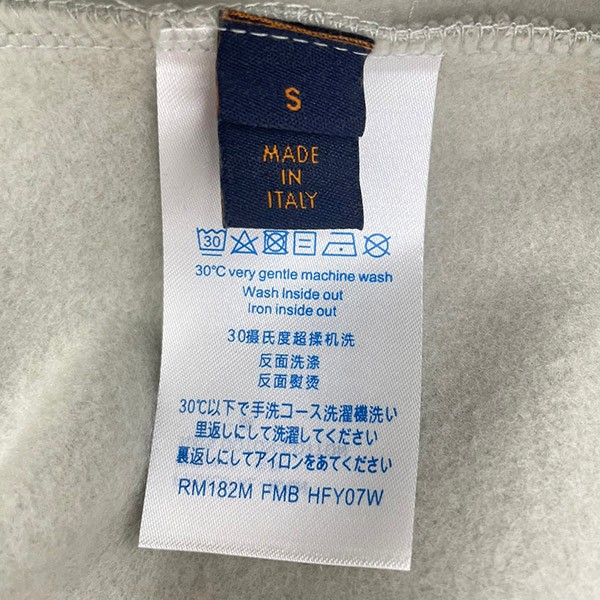 S
MADE
IN
ITALY
30
30℃ very gentle machine wash
Wash Inside out
Iron inside out
30摄氏度超揉机洗
反面洗涤
反面熨烫
30℃以下で手洗コース洗濯機洗い
里返しにして洗濯してください
裏返しにしてアイロンをあてください
RM182M FMB HFY07W